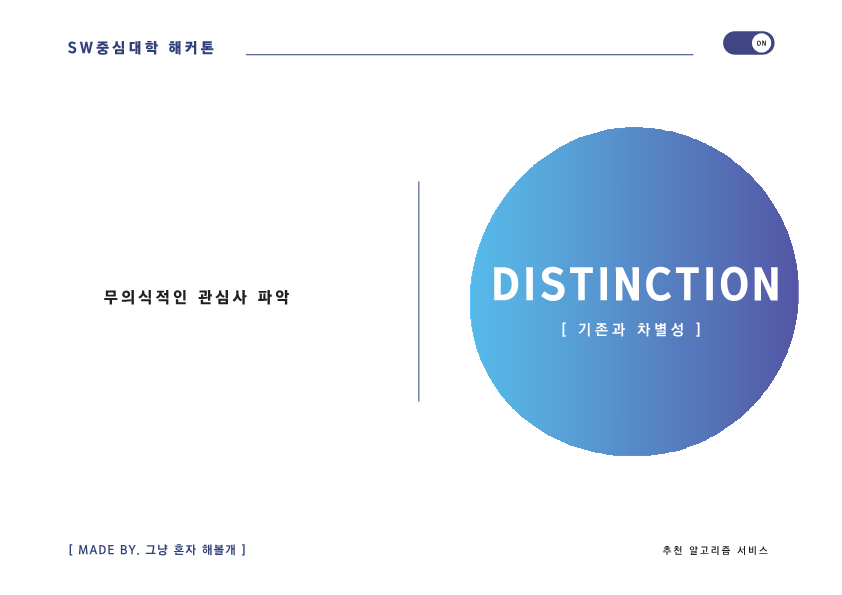 SW중심대학 해커톤
ON
무의식적인 관심사 파악
DISTINCTION
[ 기존과 차별성 ]
[ MADE BY. 그냥 혼자 해볼개 ]
추천 알고리즘 서비스